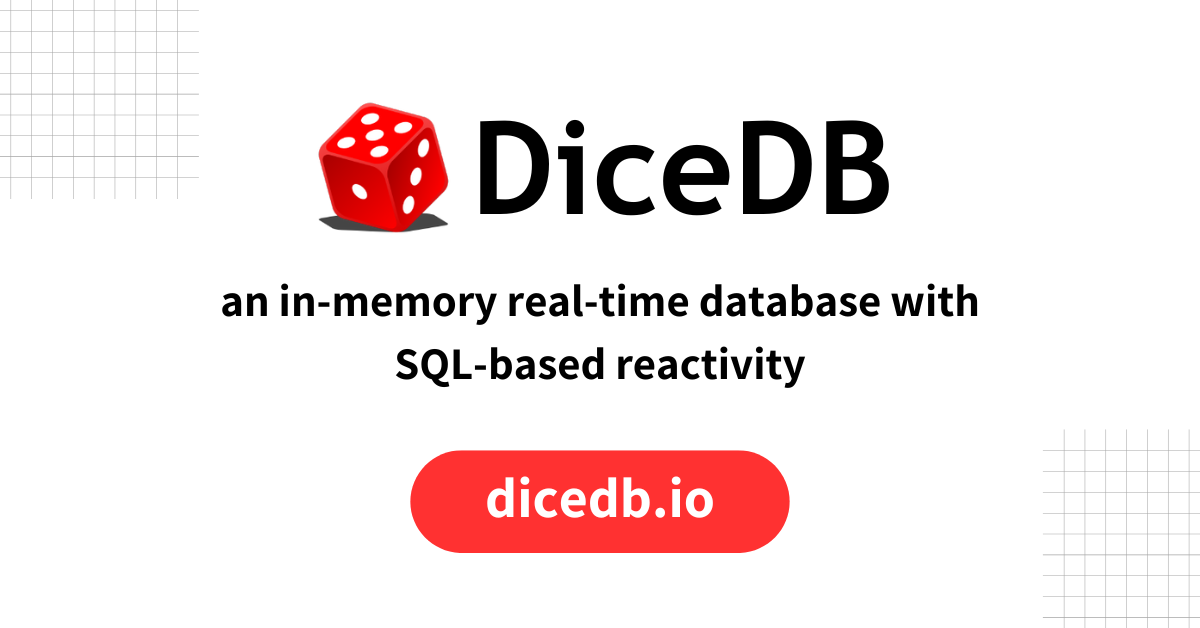 DiceDB
an in-memory real-time database with
SQL-based reactivity
dicedb.io